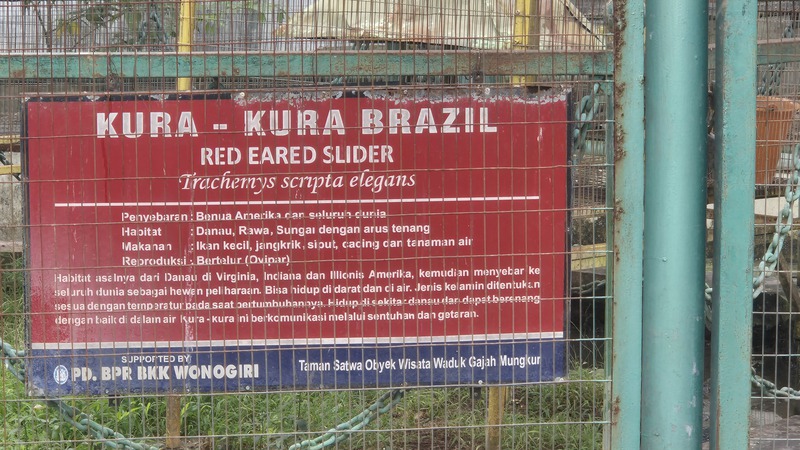 KURA - KURA BRAZIL
RED EARED SLIDER
Trachemys scripta elegans
Penyebaran : Benua Amerika dan seluruh dunia
Habitat : Danau, Rawa, Sungai dengan arus tenang
Makanan : Ikan kecil, jangkrik, siput, cacing dan tanaman air
Reproduksi : Bertelur (Ovipar)
Habitat asalnya dari Danau di Virginia, Indiana dan Illionis Amerika, kemudian menyebar ke
seluruh dunia sebagai hewan peliharaan. Bisa hidup di darat dan di air. Jenis kelamin ditentukan
sesua dengan temporatur pada saat pertumbuhannya. Hidup di sekitar danau dan dapat berenang
dengan baik di dalam air kura - kura ini berkomunikasi melalui sentuhan dan getaran.
SUPPORTED BY
PD. BPR BKK WONOGIRI
Taman Satwa Obyek Wisata Waduk Gajah Mungkur